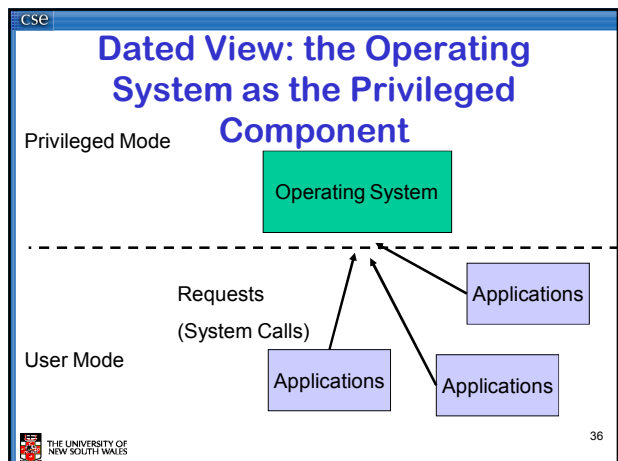 cse
Dated View: the Operating
System as the Privileged
Component
Privileged Mode
Operating System
Requests
(System Calls)
Applications
User Mode
Applications
Applications
THE UNIVERSITY OF
NEW SOUTH WALES
36